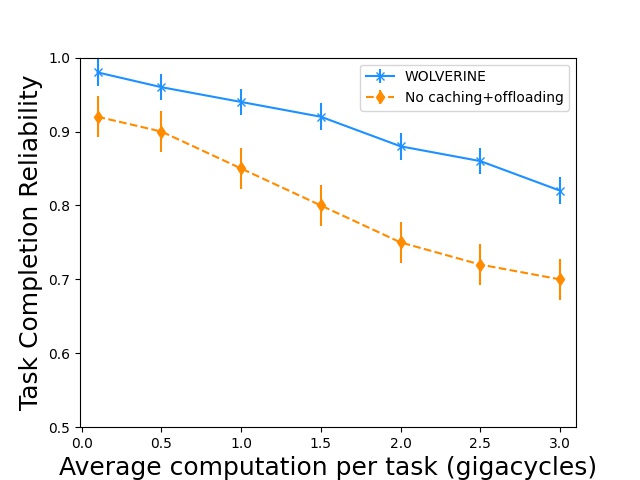 WOLVERINE
No caching+offloading
Task Completion Reliability
1.0
0.9
0.8
0.7
0.6
0.5
0.0 0.5 1.0 1.5 2.0 2.5 3.0
Average computation per task (gigacycles)